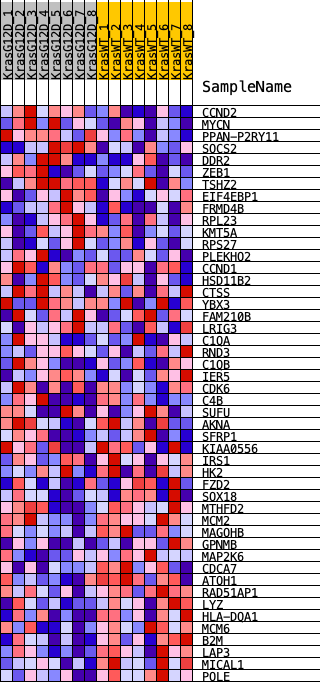 KrasG12D_1
KrasG12D_2
KrasG12D_3
KrasG12D_4
KrasG12D_5
KrasG12D_6
KrasG12D_7
KrasG12D_8
KrasWT_1
KrasWT_2
KrasWT_3
KrasWT_4
KrasWT_5
KrasWT_6
KrasWT_7
KrasWT_8
SampleName
CCND2
MYCN
PPAN-P2RY11
SOCS2
DDR2
ZEB1
TSHZ2
EIF4EBP1
FRMD4B
RPL23
KMT5A
RPS27
PLEKHO2
CCND1
HSD11B2
CTSS
YBX3
FAM210B
LRIG3
C1QA
RND3
C1QB
IER5
CDK6
C4B
SUFU
AKNA
SFRP1
KIAA0556
IRS1
HK2
FZD2
SOX18
MTHFD2
MCM2
MAGOHB
GPNMB
MAP2K6
CDCA7
ATOH1
RAD51AP1
LYZ
HLA-DQA1
MCM6
B2M
LAP3
MICAL1
POLE